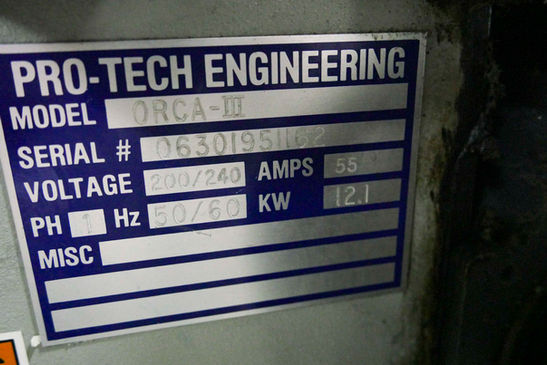 PRO-TECH ENGINEERING
MODEL ORCA-III
SERIAL # 06301951162
VOLTAGE 200/240 AMPS 55
PH 1 Hz 50/60 KW 12.1
MISC